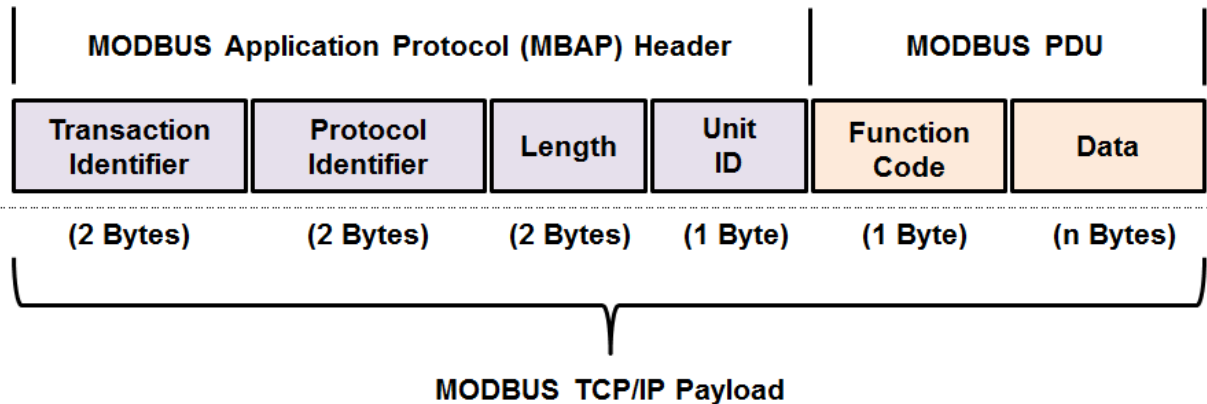 MODBUS Application Protocol (MBAP) Header
MODBUS PDU
Transaction
Identifier
Protocol
Identifier
Length
Unit
ID
Function
Code
Data
(2 Bytes)
(2 Bytes)
(2 Bytes)
(1 Byte)
(1 Byte)
(n Bytes)
MODBUS TCP/IP Payload